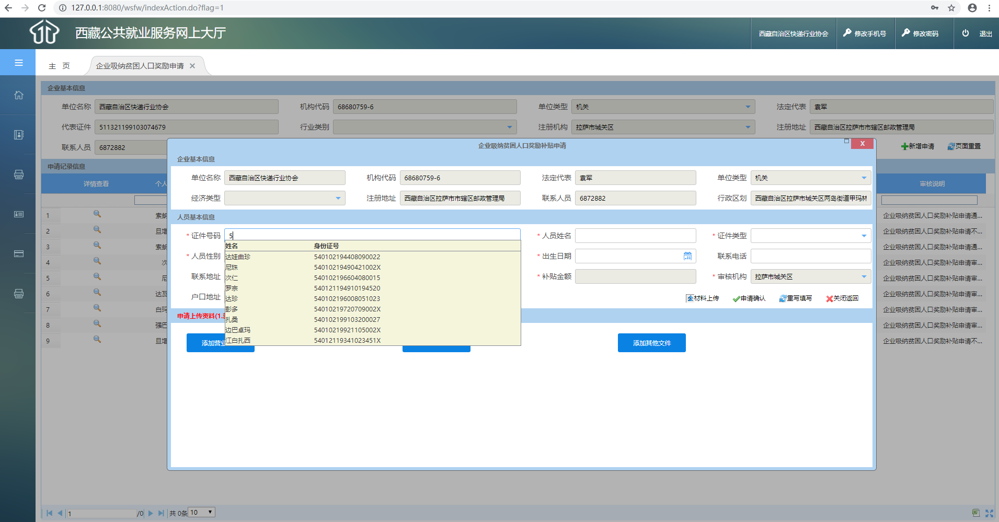 127.0.0.1:8080/wsfw/indexAction.do?flag=1
西藏公共就业服务网上大厅
西藏自治区快递行业协会 修改手机号 修改密码 退出
主 页 企业吸纳贫困人口奖励申请
企业基本信息
单位名称 西藏自治区快递行业协会 机构代码 68680759-6 单位类型 机关 法定代表 袁军
代表证件 511321199103074679 行业类别 注册机构 拉萨市城关区 注册地址 西藏自治区拉萨市市辖区邮政管理局
联系人员 6872882 新增申请 页面重置
申请记录信息
详情查看 个人 审核说明
1 索朗 企业吸纳贫困人口奖励补贴申请通...
2 旦增 企业吸纳贫困人口奖励补贴申请不...
3 索朗 企业吸纳贫困人口奖励补贴申请通...
4 次 企业吸纳贫困人口奖励补贴申请审...
5 尼 企业吸纳贫困人口奖励补贴申请审...
6 达瓦 企业吸纳贫困人口奖励补贴申请审...
7 白玛 企业吸纳贫困人口奖励补贴申请审...
8 强巴 企业吸纳贫困人口奖励补贴申请审...
9 旦增 企业吸纳贫困人口奖励补贴申请不...
企业吸纳贫困人口奖励补贴申请
X
企业基本信息
单位名称 西藏自治区快递行业协会 机构代码 68680759-6 法定代表 袁军 单位类型 机关
经济类型 注册地址 西藏自治区拉萨市市辖区邮政管理局 联系人员 6872882 行政区划 西藏自治区拉萨市城关区两岛街道甲玛林
人员基本信息
* 证件号码 5 * 人员姓名 * 证件类型
* 人员性别 * 出生日期 联系电话
联系地址 * 补贴金额 * 审核机构 拉萨市城关区
户口地址 材料上传 申请确认 重写填写 关闭返回
姓名 身份证号
达娃曲珍 540102194408090022
尼珠 54010219490421002X
次仁 540102196604080015
罗宗 540121194910194520
达珍 540102196008051023
彭多 54010219720709002X
扎桑 540102199103200027
边巴卓玛 54010219921105002X
江白扎西 54012119341023451X
申请上传资料(1.
添加营业 添加其他文件
1 /0 共 0条 10